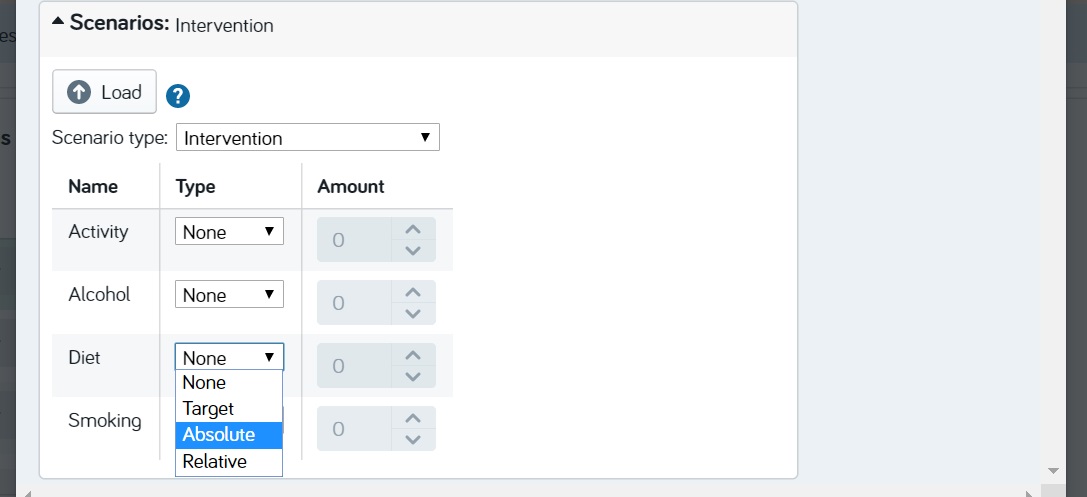 es
Scenarios: Intervention
Load
?
s
Scenario type: Intervention
Name Type Amount
Activity None 0
Alcohol None 0
Diet None 0
None
Target
Smoking 0
Absolute
Relative